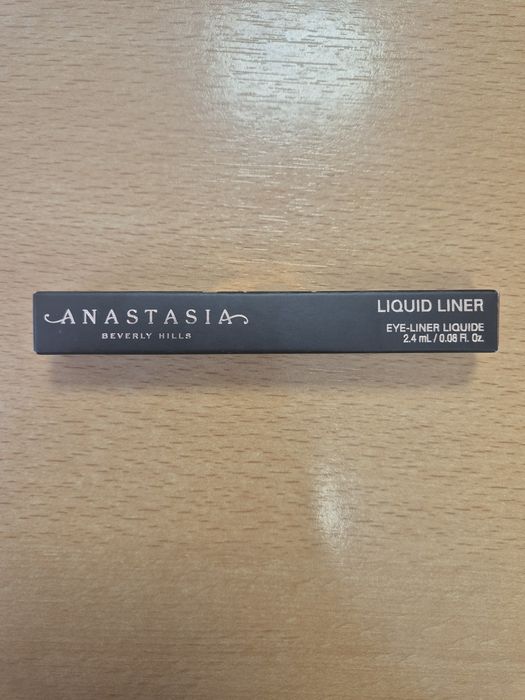 ANASTASIA
BEVERLY HILLS
LIQUID LINER
EYE-LINER LIQUIDE
2.4 mL / 0.08 Fl. Oz.